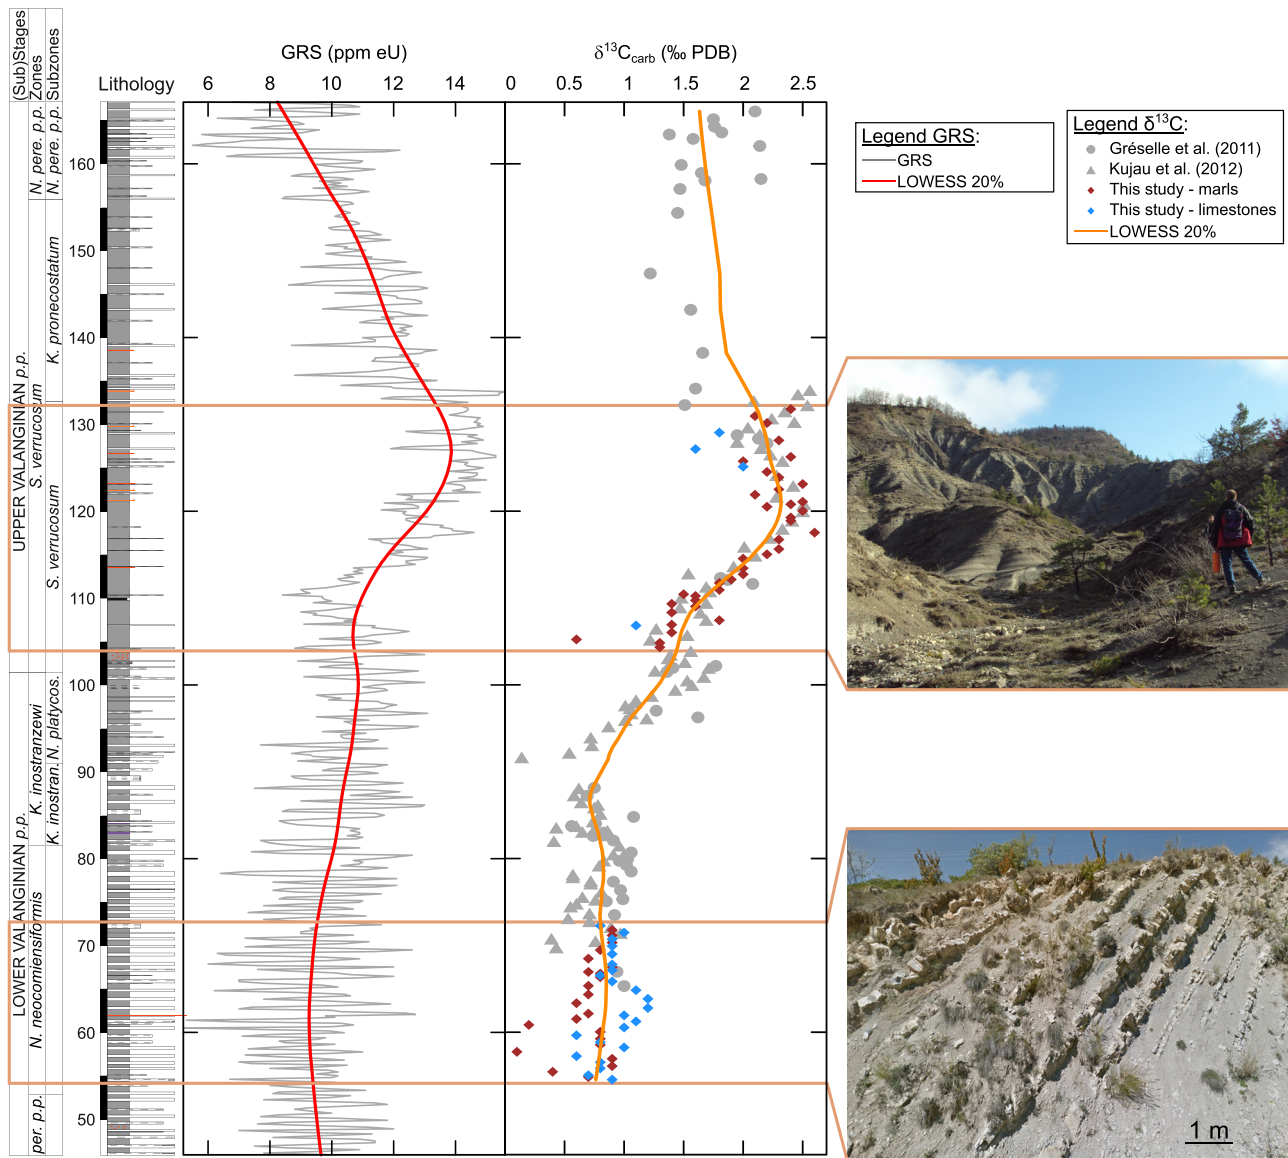 (Sub)Stages
Zones
Subzones
Lithology
GRS (ppm eU)
6 8 10 12 14
δ13Ccarb (‰ PDB)
0 0.5 1 1.5 2 2.5
160
150
140
130
120
110
100
90
80
70
60
50
UPPER VALANGINIAN p.p.
LOWER VALANGINIAN p.p.
N. pere. p.p.
S. verrucosum
K. inostranzewi
N. neocomiensiformis
per. p.p.
N. pere. p.p.
K. pronecostatum
S. verrucosum
N. platycos.
K. inostran.
Legend GRS:
GRS
LOWESS 20%
Legend δ13C:
Gréselle et al. (2011)
Kujau et al. (2012)
This study - marls
This study - limestones
LOWESS 20%
1 m